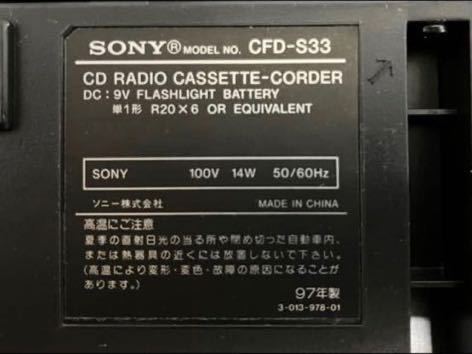 SONY® MODEL NO. CFD-S33
CD RADIO CASSETTE-CORDER
DC : 9V FLASHLIGHT BATTERY
単1形 R20×6 OR EQUIVALENT
SONY 100V 14W 50/60Hz
ソニー株式会社 MADE IN CHINA
高温にご注意
夏季の直射日光の当る所や閉め切った自動車内、
または熱器具の近くには放置しないで下さい。
(高温により変形・変色・故障の原因になることが
あります。)
97年製
3-013-978-01